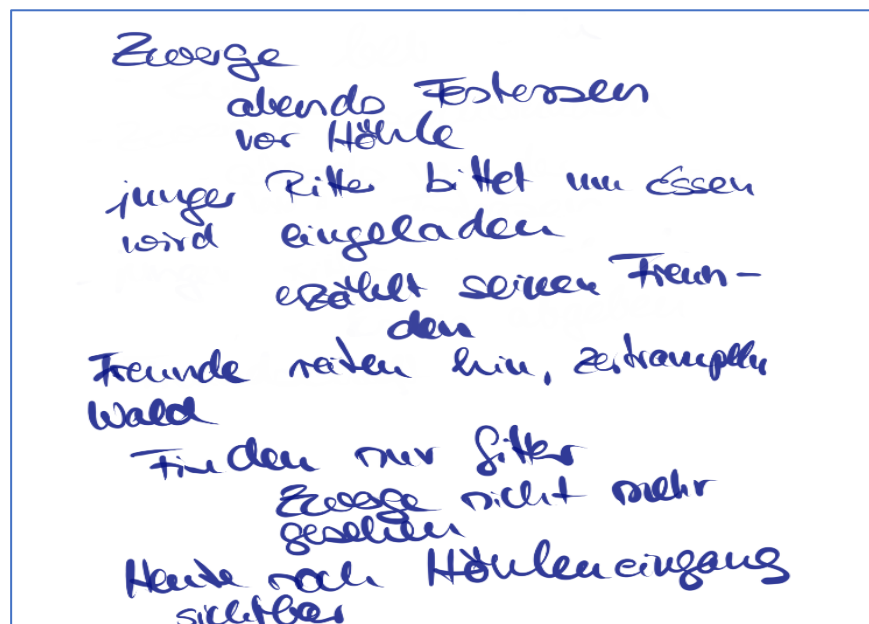 Zwerge
abends Festessen
vor Höhle
junger Ritter bittet um Essen
wird eingeladen
erzählt seinen Freun-
den
Freunde reiten hin, zertrampeln
Wald
Finden nur Gitter
Zwerge nicht mehr
gesehen
Heute noch Höhleneingang
sichtbar